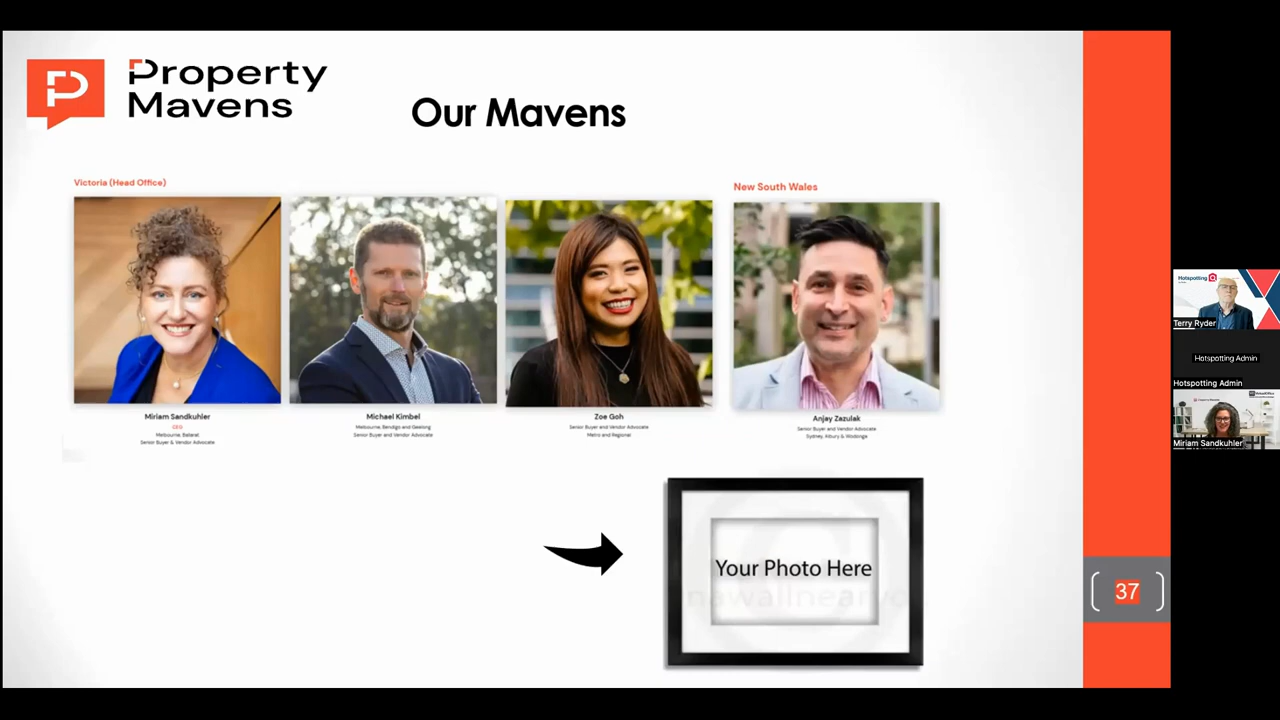 Property
Mavens
Our Mavens
Victoria (Head Office)
New South Wales
Miriam Sandkuhler
CEO
Melbourne, Ballarat
Senior Buyer & Vendor Advocate
Michael Kimbel
Melbourne, Bendigo and Geelong
Senior Buyer and Vendor Advocate
Zoe Goh
Senior Buyer and Vendor Advocate
Metro and Regional
Anjay Zazulak
Senior Buyer and Vendor Advocate
Sydney, Albury & Wodonga
Your Photo Here
37
Hotspotting
Terry Ryder
Hotspotting Admin
Hotspotting Admin
Miriam Sandkuhler